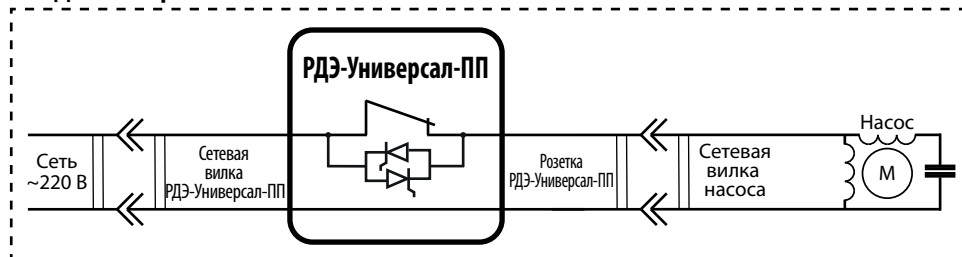 РДЭ-Универсал-ПП
Сеть
~220 В
Сетевая
вилка
РДЭ-Универсал-ПП
Розетка
РДЭ-Универсал-ПП
Сетевая
вилка
насоса
Насос
М